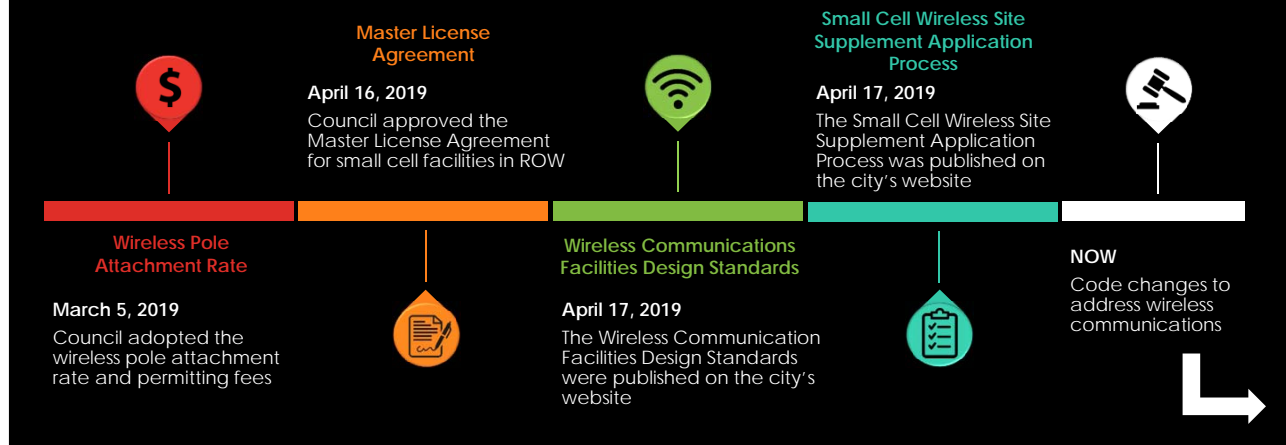 Wireless Pole
Attachment Rate
March 5, 2019
Council adopted the
wireless pole attachment
rate and permitting fees
Master License
Agreement
April 16, 2019
Council approved the
Master License Agreement
for small cell facilities in ROW
Wireless Communications
Facilities Design Standards
April 17, 2019
The Wireless Communication
Facilities Design Standards
were published on the city's
website
Small Cell Wireless Site
Supplement Application
Process
April 17, 2019
The Small Cell Wireless Site
Supplement Application
Process was published on
the city's website
NOW
Code changes to
address wireless
communications